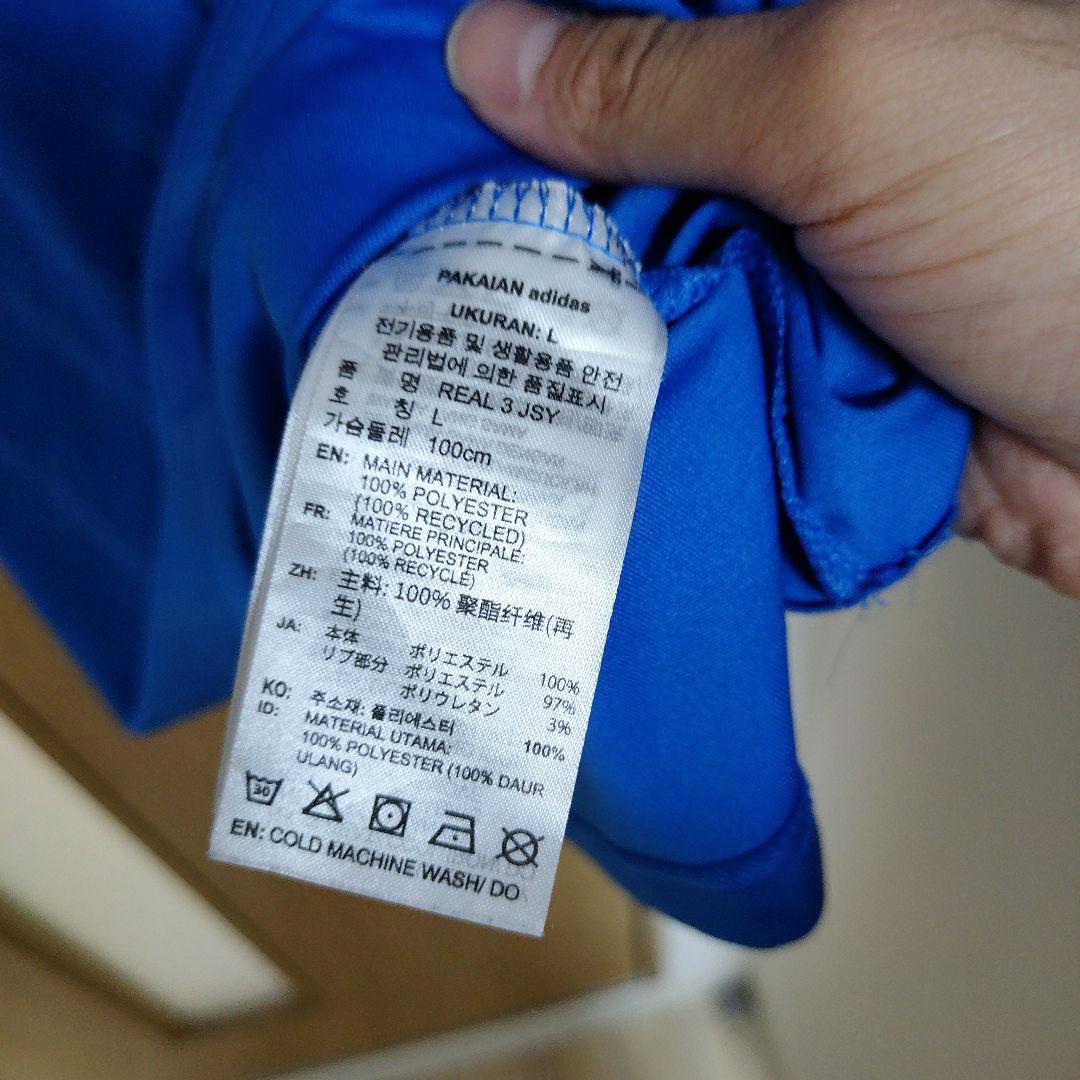 PAKAIAN adidas
UKURAN: L
전기용품 및 생활용품 안전
관리법에 의한 품질표시
품 명 REAL 3 JSY
호 칭 L
가슴둘레 100cm
EN: MAIN MATERIAL:
100% POLYESTER
(100% RECYCLED)
FR: MATIERE PRINCIPALE:
100% POLYESTER
(100% RECYCLE)
ZH: 主料: 100% 聚酯纤维(再
生)
JA: 本体 ポリエステル 100%
リブ部分 ポリエステル 97%
ポリウレタン 3%
KO: 주소재: 폴리에스터 100%
ID: MATERIAL UTAMA:
100% POLYESTER (100% DAUR
ULANG)
30
EN: COLD MACHINE WASH/ DO